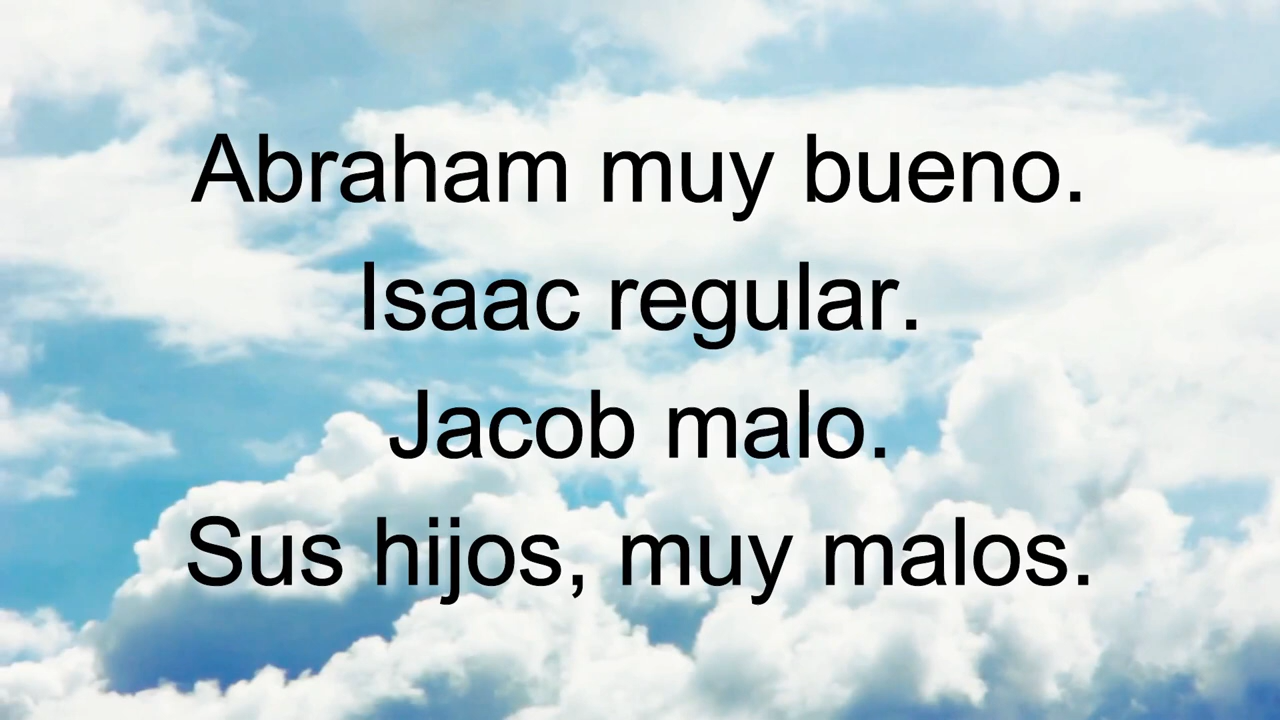 Abraham muy bueno.
Isaac regular.
Jacob malo.
Sus hijos, muy malos.